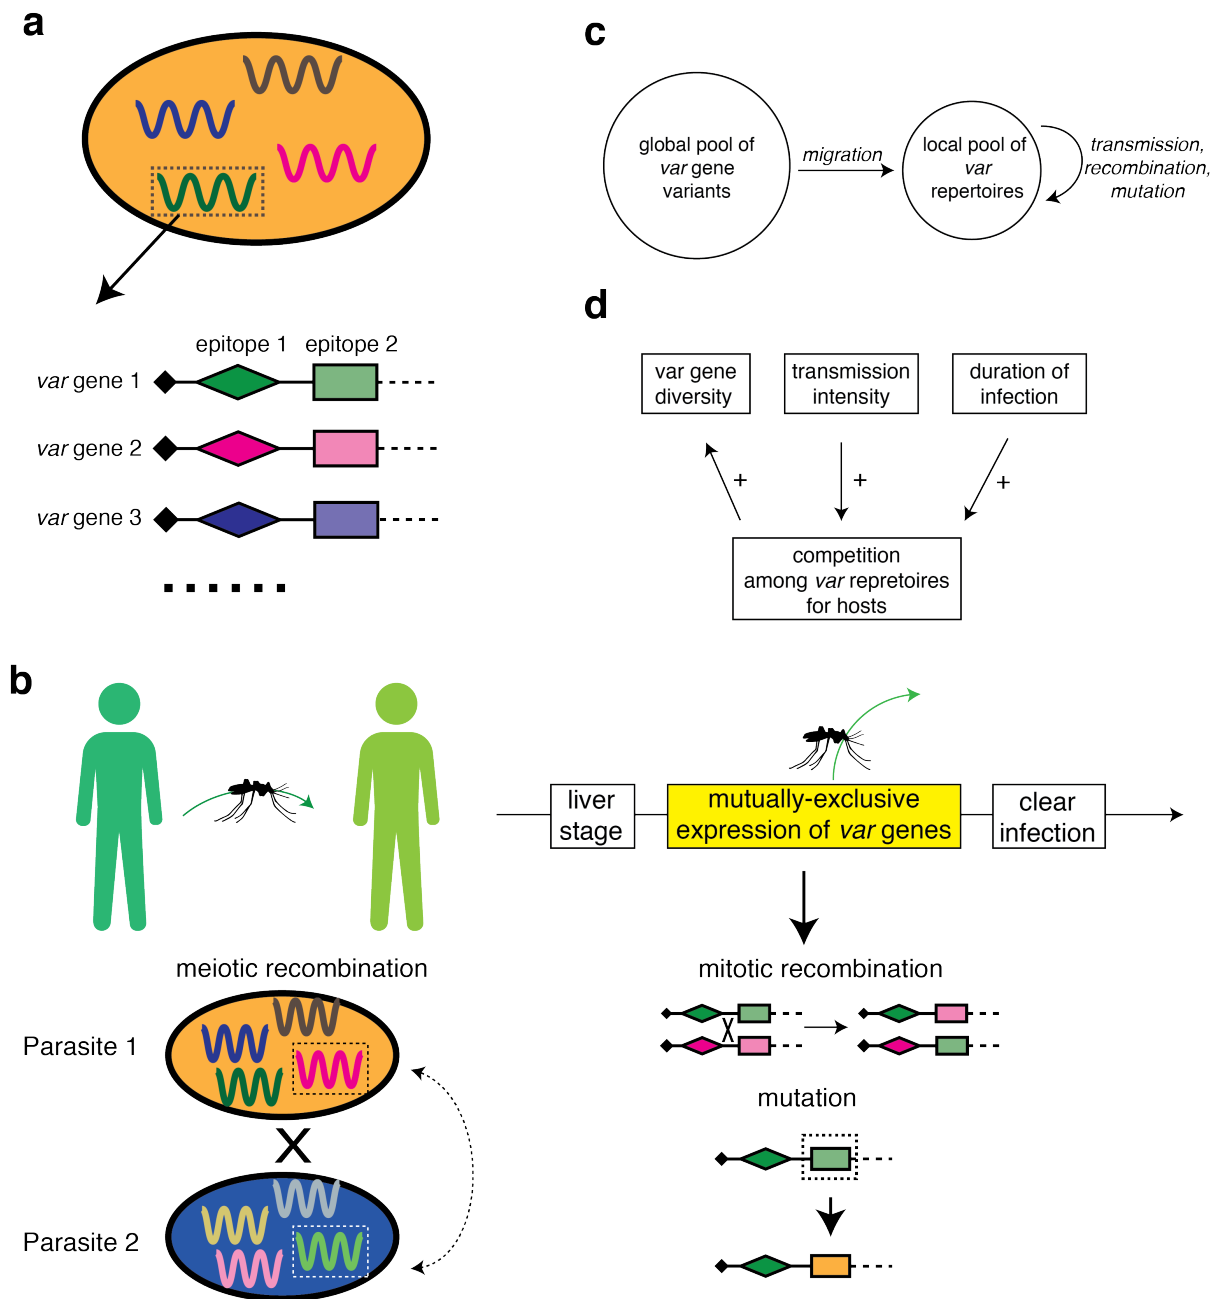 a
epitope 1 epitope 2
var gene 1
var gene 2
var gene 3
c
global pool of
var gene
variants
migration
local pool of
var
repertoires
transmission,
recombination,
mutation
d
var gene
diversity
transmission
intensity
duration of
infection
+
+
+
competition
among var repretoires
for hosts
b
meiotic recombination
Parasite 1
X
Parasite 2
liver
stage
mutually-exclusive
expression of var genes
clear
infection
mitotic recombination
X
mutation